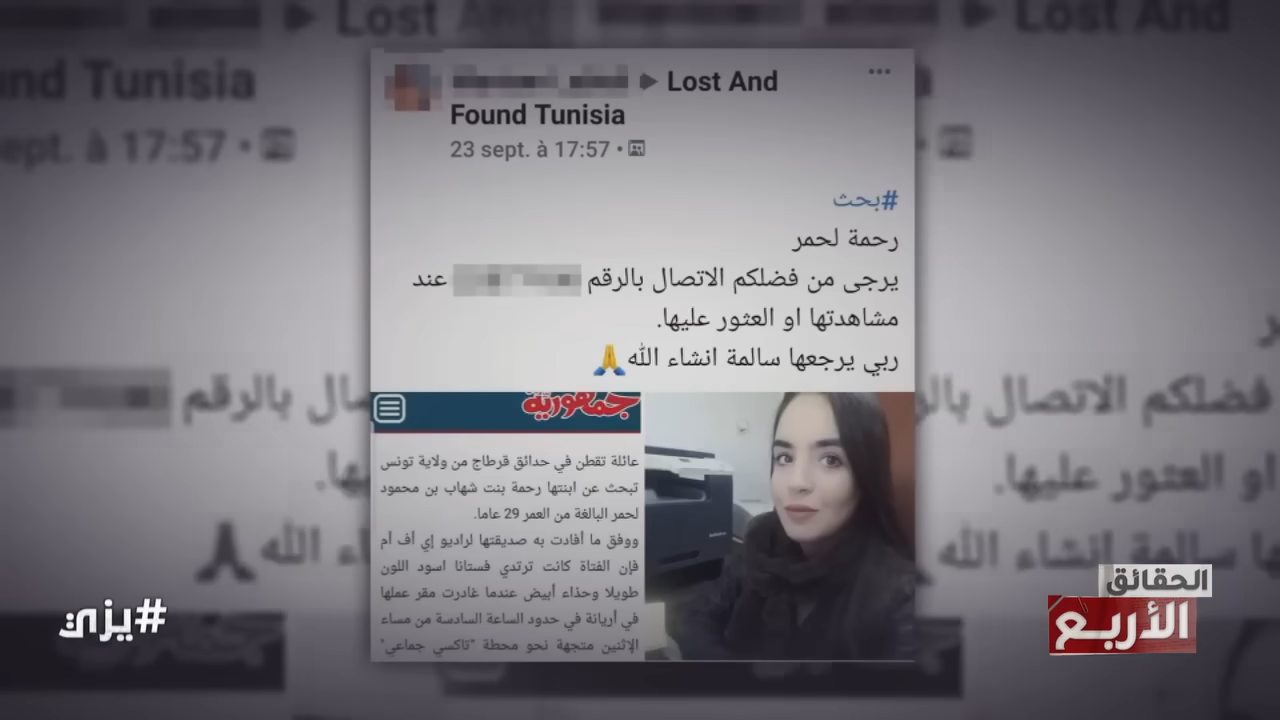 Lost And
Found Tunisia
23 sept. à 17:57 •
#بحث
رحمة لحمر
يرجى من فضلكم الاتصال بالرقم عند
مشاهدتها او العثور عليها.
ربي يرجعها سالمة انشاء الله🙏
جمهورية
عائلة تقطن في حدائق قرطاج من ولاية تونس
تبحث عن ابنتها رحمة بنت شهاب بن محمود
لحمر البالغة من العمر 29 عاما.
ووفق ما أفادت به صديقتها لراديو إي أف أم
فإن الفتاة كانت ترتدي فستانا اسود اللون
طويلا وحذاء أبيض عندما غادرت مقر عملها
في أريانة في حدود الساعة السادسة من مساء
الإثنين متجهة نحو محطة "تاكسي جماعي"
#يزي
الحقائق
الأربع